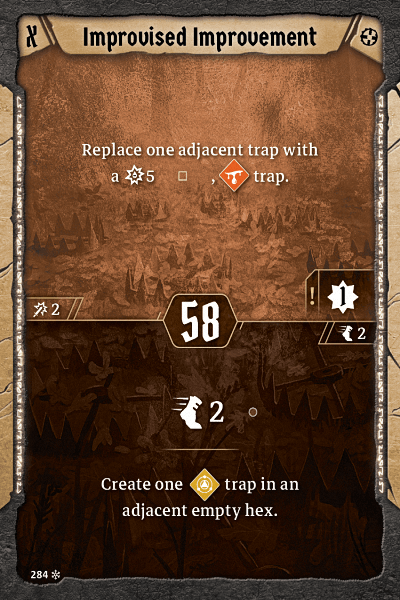 X Improvised Improvement
Replace one adjacent trap with
a 5 , trap.
! 1
2
58
2
2
Create one trap in an
adjacent empty hex.
284